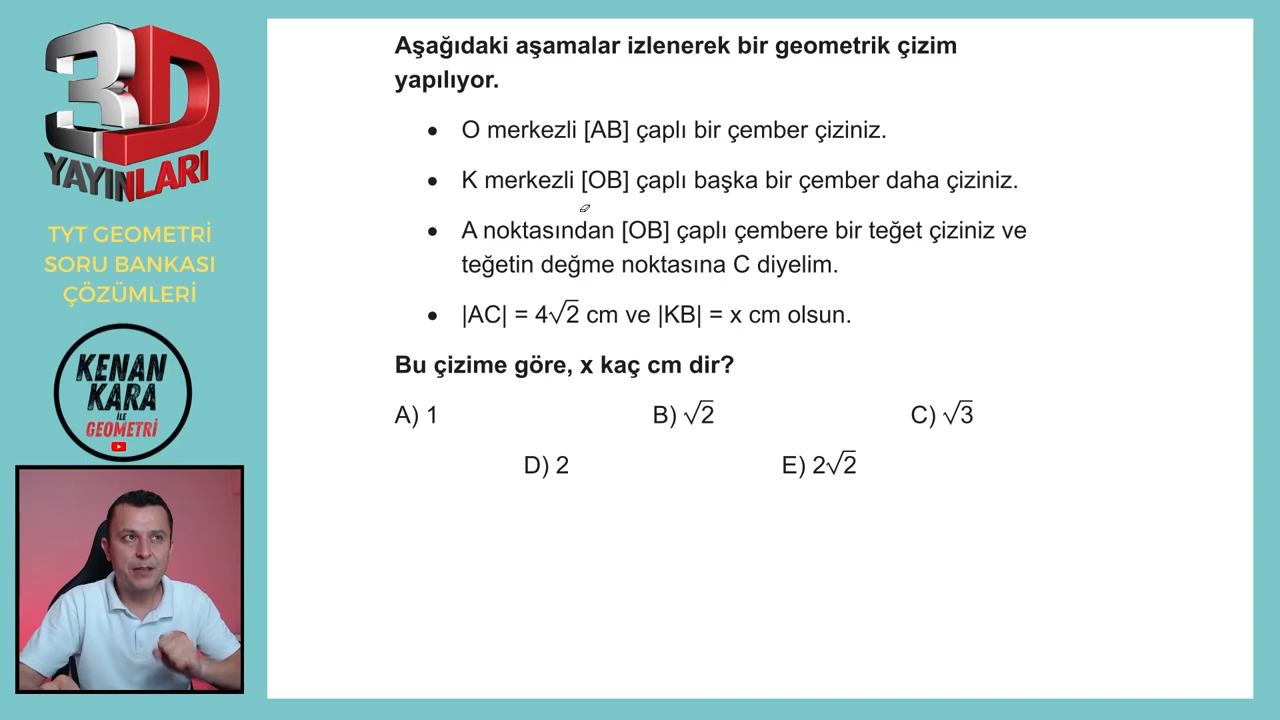 3D
YAYINLARI
TYT GEOMETRİ
SORU BANKASI
ÇÖZÜMLERİ
KENAN
KARA
İLE
GEOMETRİ
Aşağıdaki aşamalar izlenerek bir geometrik çizim
yapılıyor.
• O merkezli [AB] çaplı bir çember çiziniz.
• K merkezli [OB] çaplı başka bir çember daha çiziniz.
• A noktasından [OB] çaplı çembere bir teğet çiziniz ve
teğetin değme noktasına C diyelim.
• |AC| = 4√2 cm ve |KB| = x cm olsun.
Bu çizime göre, x kaç cm dir?
A) 1 B) √2 C) √3
D) 2 E) 2√2